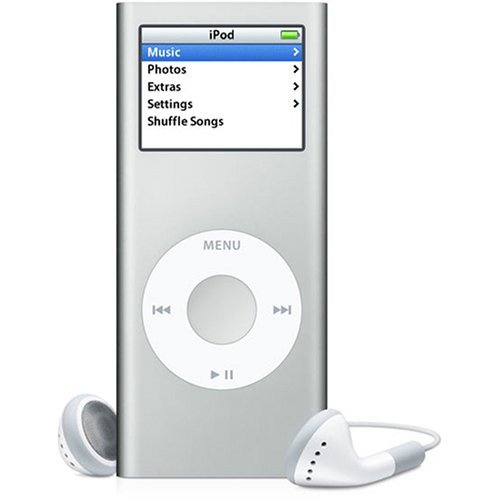 iPod
Music
Photos
Extras
Settings
Shuffle Songs
MENU